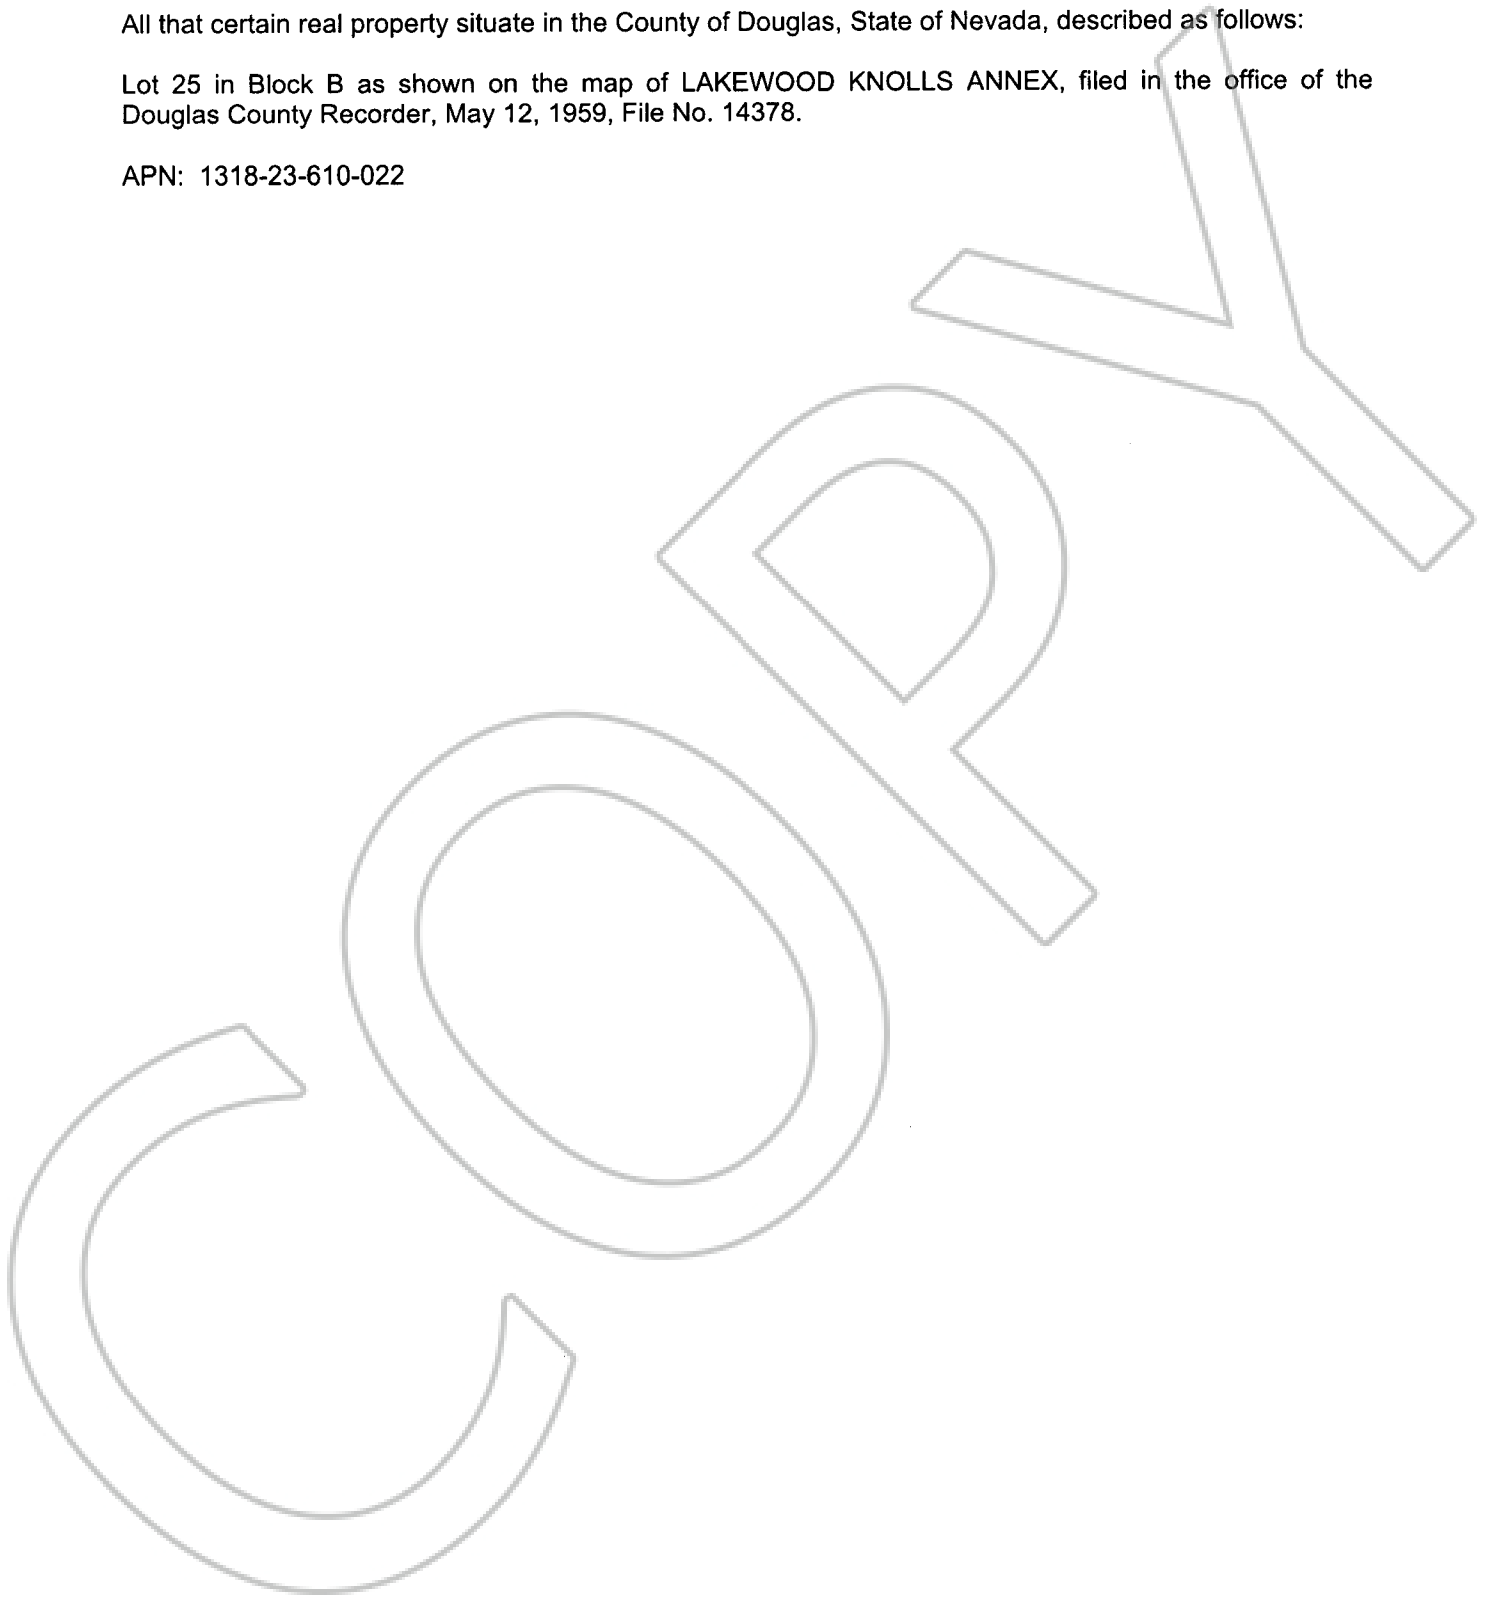 All that certain real property situate in the County of Douglas, State of Nevada, described as follows:
Lot 25 in Block B as shown on the map of LAKEWOOD KNOLLS ANNEX, filed in the office of the
Douglas County Recorder, May 12, 1959, File No. 14378.
APN: 1318-23-610-022
COPY